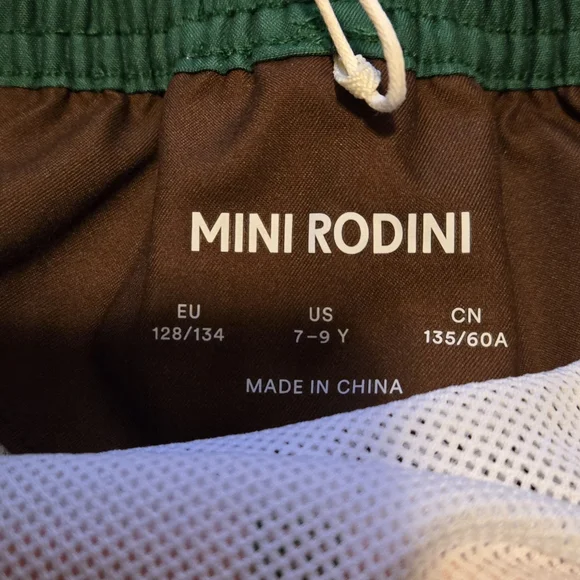 MINI RODINI
EU US CN
128/134 7-9 Y 135/60A
MADE IN CHINA